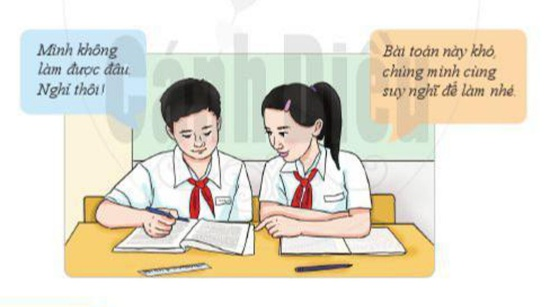 Mình không
làm được đâu.
Nghỉ thôi!
Bài toán này khó,
chúng mình cùng
suy nghĩ để làm nhé.
Cánh Diều